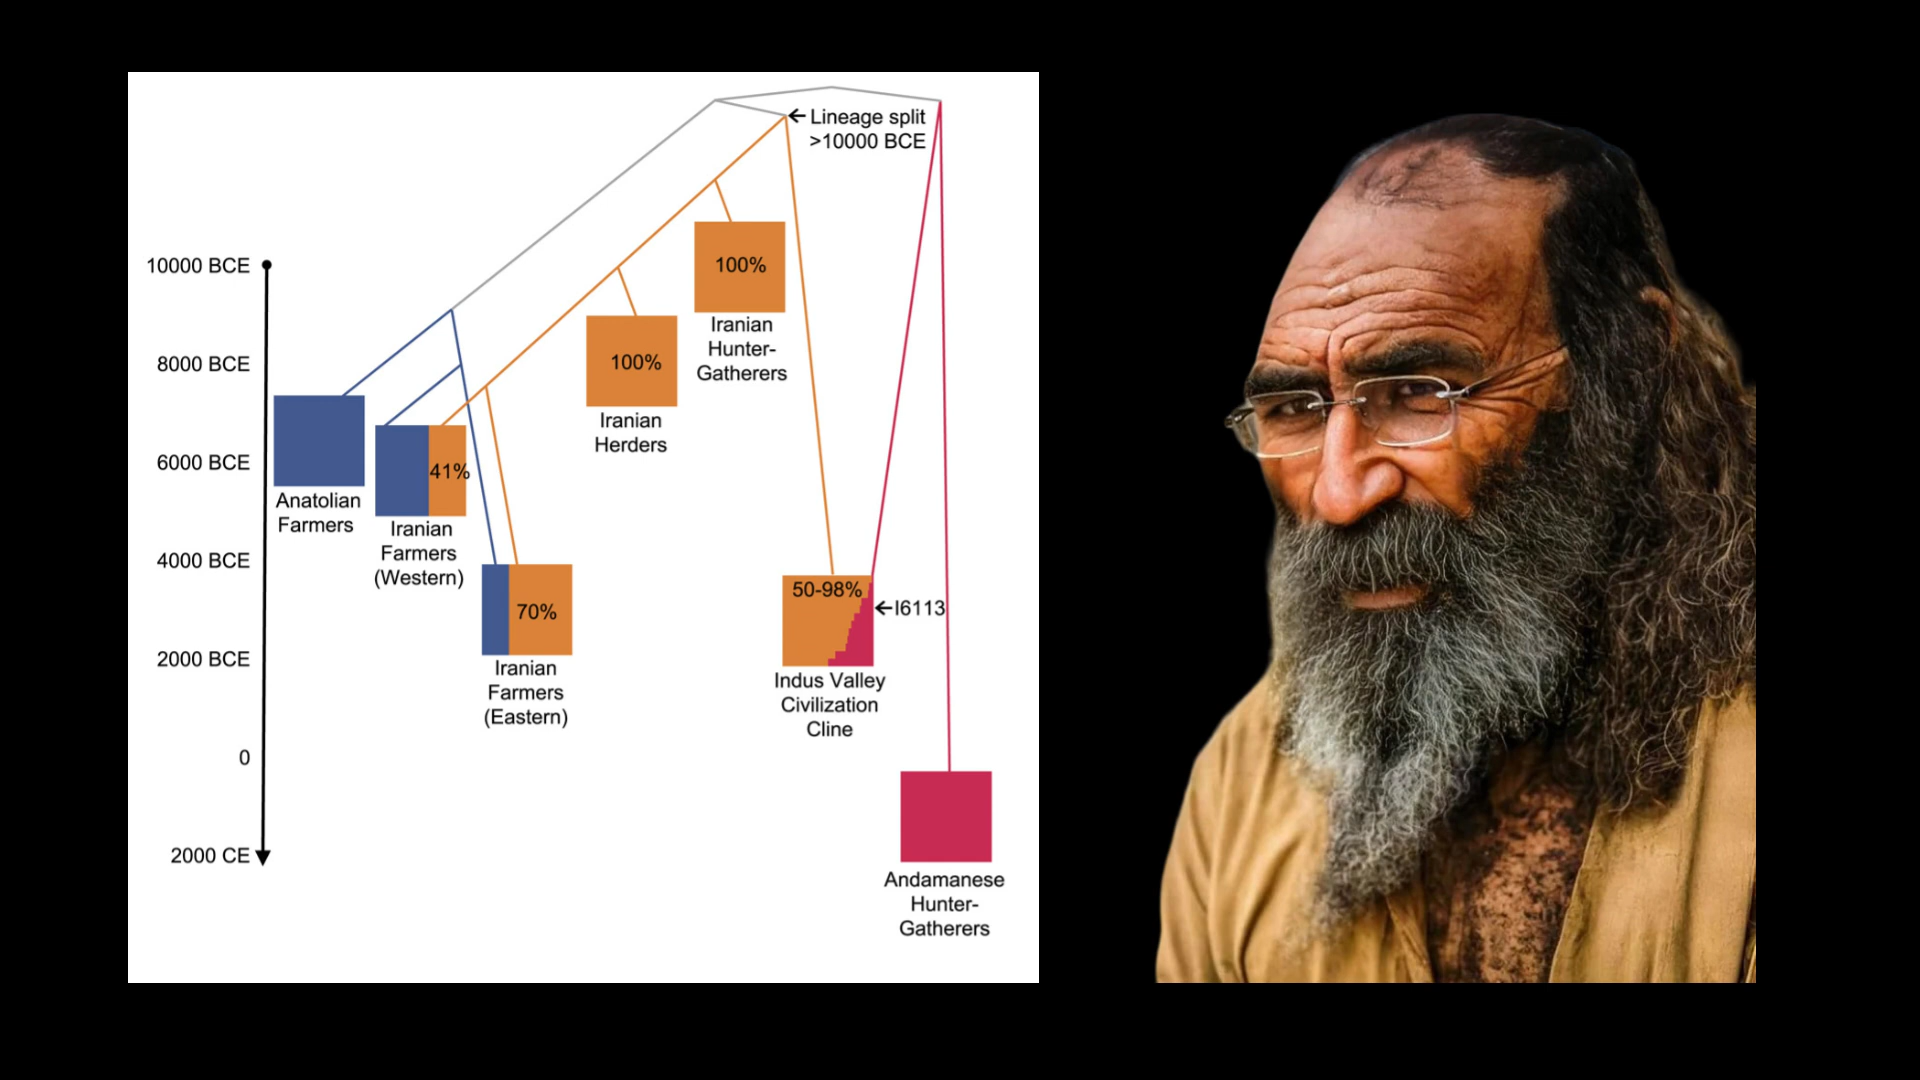 Lineage split
>10000 BCE
10000 BCE
100%
Iranian
Hunter-
Gatherers
8000 BCE
100%
Iranian
Herders
6000 BCE
Anatolian
Farmers
41%
Iranian
Farmers
(Western)
4000 BCE
70%
Iranian
Farmers
(Eastern)
50-98%
←I6113
Indus Valley
Civilization
Cline
2000 BCE
0
2000 CE
Andamanese
Hunter-
Gatherers